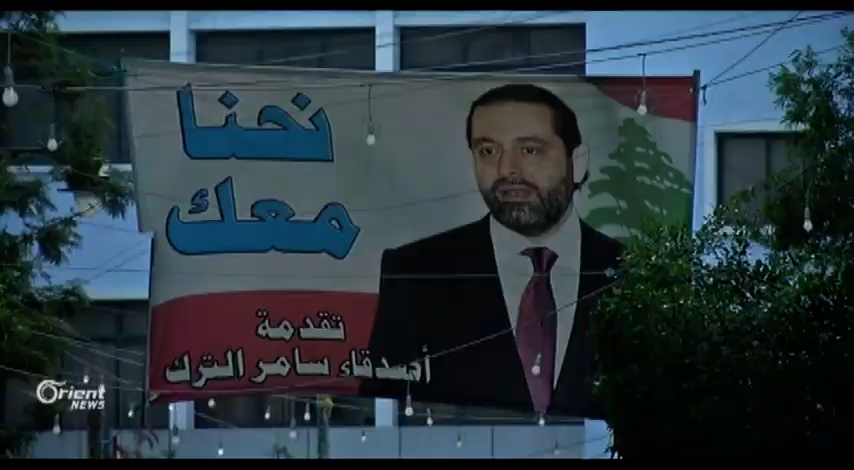 نحنا
معك
تقدمة
أصدقاء سامر الترك
Orient
NEWS